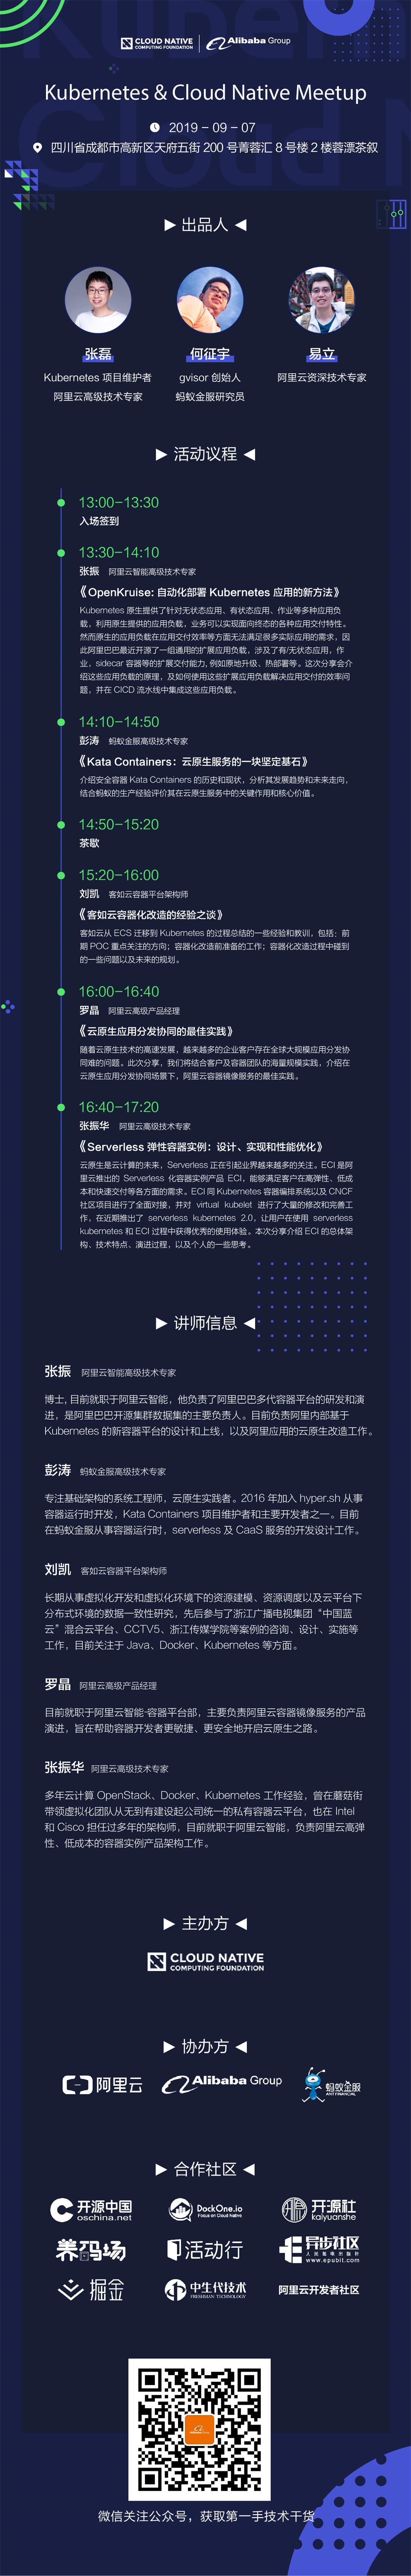 CLOUD NATIVE
COMPUTING FOUNDATION
Alibaba Group
Kubernetes & Cloud Native Meetup
2019 - 09 - 07
四川省成都市高新区天府五街 200 号菁蓉汇 8 号楼 2 楼蓉漂茶叙
出品人
张磊
Kubernetes 项目维护者
阿里云高级技术专家
何征宇
gvisor 创始人
蚂蚁金服研究员
易立
阿里云资深技术专家
活动议程
13:00-13:30
入场签到
13:30-14:10
张振 阿里云智能高级技术专家
《OpenKruise: 自动化部署 Kubernetes 应用的新方法》
Kubernetes 原生提供了针对无状态应用、有状态应用、作业等多种应用负
载，利用原生提供的应用负载，业务可以实现面向终态的各种应用交付特性。
然而原生的应用负载在应用交付效率等方面无法满足很多实际应用的需求，因
此阿里巴巴最近开源了一组通用的扩展应用负载，涉及了有/无状态应用，作
业，sidecar 容器等的扩展交付能力, 例如原地升级、热部署等。这次分享会介
绍这些应用负载的原理，及如何使用这些扩展应用负载解决应用交付的效率问
题，并在 CICD 流水线中集成这些应用负载。
14:10-14:50
彭涛 蚂蚁金服高级技术专家
《Kata Containers：云原生服务的一块坚定基石》
介绍安全容器 Kata Containers 的历史和现状，分析其发展趋势和未来走向，
结合蚂蚁的生产经验评价其在云原生服务中的关键作用和核心价值。
14:50-15:20
茶歇
15:20-16:00
刘凯 客如云容器平台架构师
《客如云容器化改造的经验之谈》
客如云从 ECS 迁移到 Kubernetes 的过程总结的一些经验和教训，包括：前
期 POC 重点关注的方向；容器化改造前准备的工作；容器化改造过程中碰到
的一些问题以及未来的规划。
16:00-16:40
罗晶 阿里云高级产品经理
《云原生应用分发协同的最佳实践》
随着云原生技术的高速发展，越来越多的企业客户存在全球大规模应用分发协
同难的问题。此次分享，我们将结合客户及容器团队的海量规模实践，介绍在
云原生应用分发协同场景下，阿里云容器镜像服务的最佳实践。
16:40-17:20
张振华 阿里云高级技术专家
《Serverless 弹性容器实例：设计、实现和性能优化》
云原生是云计算的未来，Serverless 正在引起业界越来越多的关注。ECI 是阿
里云推出的 Serverless 化容器实例产品 ECI，能够满足客户在高弹性、低成
本和快速交付等各方面的需求。ECI 同 Kubernetes 容器编排系统以及 CNCF
社区项目进行了全面对接，并对 virtual kubelet 进行了大量的修改和完善工
作，在近期推出了 serverless kubernetes 2.0，让用户在使用 serverless
kubernetes 和 ECI 过程中获得优秀的使用体验。本次分享介绍 ECI 的总体架
构、技术特点、演进过程，以及个人的一些思考。
讲师信息
张振 阿里云智能高级技术专家
博士, 目前就职于阿里云智能，他负责了阿里巴巴多代容器平台的研发和演
进，是阿里巴巴开源集群数据集的主要负责人。目前负责阿里内部基于
Kubernetes 的新容器平台的设计和上线，以及阿里应用的云原生改造工作。
彭涛 蚂蚁金服高级技术专家
专注基础架构的系统工程师，云原生实践者。2016 年加入 hyper.sh 从事
容器运行时开发，Kata Containers 项目维护者和主要开发者之一。目前
在蚂蚁金服从事容器运行时，serverless 及 CaaS 服务的开发设计工作。
刘凯 客如云容器平台架构师
长期从事虚拟化开发和虚拟化环境下的资源建模、资源调度以及云平台下
分布式环境的数据一致性研究，先后参与了浙江广播电视集团“中国蓝
云”混合云平台、CCTV5、浙江传媒学院等案例的咨询、设计、实施等
工作，目前关注于 Java、Docker、Kubernetes 等方面。
罗晶 阿里云高级产品经理
目前就职于阿里云智能-容器平台部，主要负责阿里云容器镜像服务的产品
演进，旨在帮助容器开发者更敏捷、更安全地开启云原生之路。
张振华 阿里云高级技术专家
多年云计算 OpenStack、Docker、Kubernetes 工作经验，曾在蘑菇街
带领虚拟化团队从无到有建设起公司统一的私有容器云平台，也在 Intel
和 Cisco 担任过多年的架构师，目前就职于阿里云智能，负责阿里云高弹
性、低成本的容器实例产品架构工作。
主办方
CLOUD NATIVE
COMPUTING FOUNDATION
协办方
阿里云
Alibaba Group
蚂蚁金服
ANT FINANCIAL
合作社区
开源中国
oschina.net
DockOne.io
Focus on Cloud Native
开源社
kaiyuanshe
养码场
活动行
异步社区
人民邮电出版社
www.epubit.com
掘金
中生代技术
FRESHMAN TECHNOLOGY
阿里云开发者社区
微信关注公众号，获取第一手技术干货